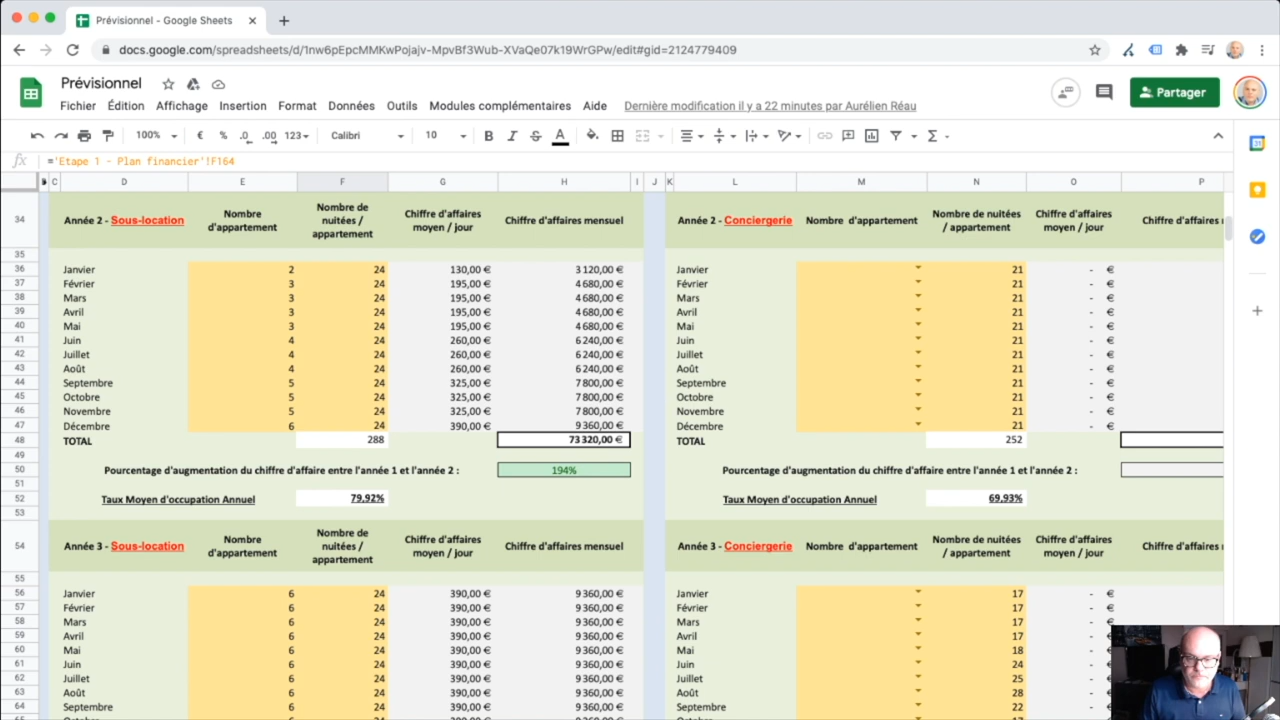 Prévisionnel - Google Sheets
docs.google.com/spreadsheets/d/1nw6pEpcMMKwPojajv-MpvBf3Wub-XVaQe07k19WrGPw/edit#gid=2124779409
Prévisionnel
Fichier Édition Affichage Insertion Format Données Outils Modules complémentaires Aide Dernière modification il y a 22 minutes par Aurélien Réau
Partager
100% € % .0 .00 123 Calibri 10 B I S A
fx ='Etape 1 - Plan financier'!F164
C D E F G H I J K L M N O P
34 Année 2 - Sous-location Nombre d'appartement Nombre de nuitées / appartement Chiffre d'affaires moyen / jour Chiffre d'affaires mensuel Année 2 - Conciergerie Nombre d'appartement Nombre de nuitées / appartement Chiffre d'affaires moyen / jour Chiffre d'affaires
35
36 Janvier 2 24 130,00 € 3 120,00 € Janvier 21 - €
37 Février 3 24 195,00 € 4 680,00 € Février 21 - €
38 Mars 3 24 195,00 € 4 680,00 € Mars 21 - €
39 Avril 3 24 195,00 € 4 680,00 € Avril 21 - €
40 Mai 3 24 195,00 € 4 680,00 € Mai 21 - €
41 Juin 4 24 260,00 € 6 240,00 € Juin 21 - €
42 Juillet 4 24 260,00 € 6 240,00 € Juillet 21 - €
43 Août 4 24 260,00 € 6 240,00 € Août 21 - €
44 Septembre 5 24 325,00 € 7 800,00 € Septembre 21 - €
45 Octobre 5 24 325,00 € 7 800,00 € Octobre 21 - €
46 Novembre 5 24 325,00 € 7 800,00 € Novembre 21 - €
47 Décembre 6 24 390,00 € 9 360,00 € Décembre 21 - €
48 TOTAL 288 73 320,00 € TOTAL 252
49
50 Pourcentage d'augmentation du chiffre d'affaire entre l'année 1 et l'année 2 : 194% Pourcentage d'augmentation du chiffre d'affaire entre l'année 1 et l'année 2 :
51
52 Taux Moyen d'occupation Annuel 79,92% Taux Moyen d'occupation Annuel 69,93%
53
54 Année 3 - Sous-location Nombre d'appartement Nombre de nuitées / appartement Chiffre d'affaires moyen / jour Chiffre d'affaires mensuel Année 3 - Conciergerie Nombre d'appartement Nombre de nuitées / appartement Chiffre d'affaires moyen / jour Chiffre d'affaires
55
56 Janvier 6 24 390,00 € 9 360,00 € Janvier 17 - €
57 Février 6 24 390,00 € 9 360,00 € Février 17 - €
58 Mars 6 24 390,00 € 9 360,00 € Mars 17 - €
59 Avril 6 24 390,00 € 9 360,00 € Avril 17 - €
60 Mai 6 24 390,00 € 9 360,00 € Mai 18 -
61 Juin 6 24 390,00 € 9 360,00 € Juin 24 -
62 Juillet 6 24 390,00 € 9 360,00 € Juillet 25 -
63 Août 6 24 390,00 € 9 360,00 € Août 28 -
64 Septembre 6 24 390,00 € 9 360,00 € Septembre 22 -